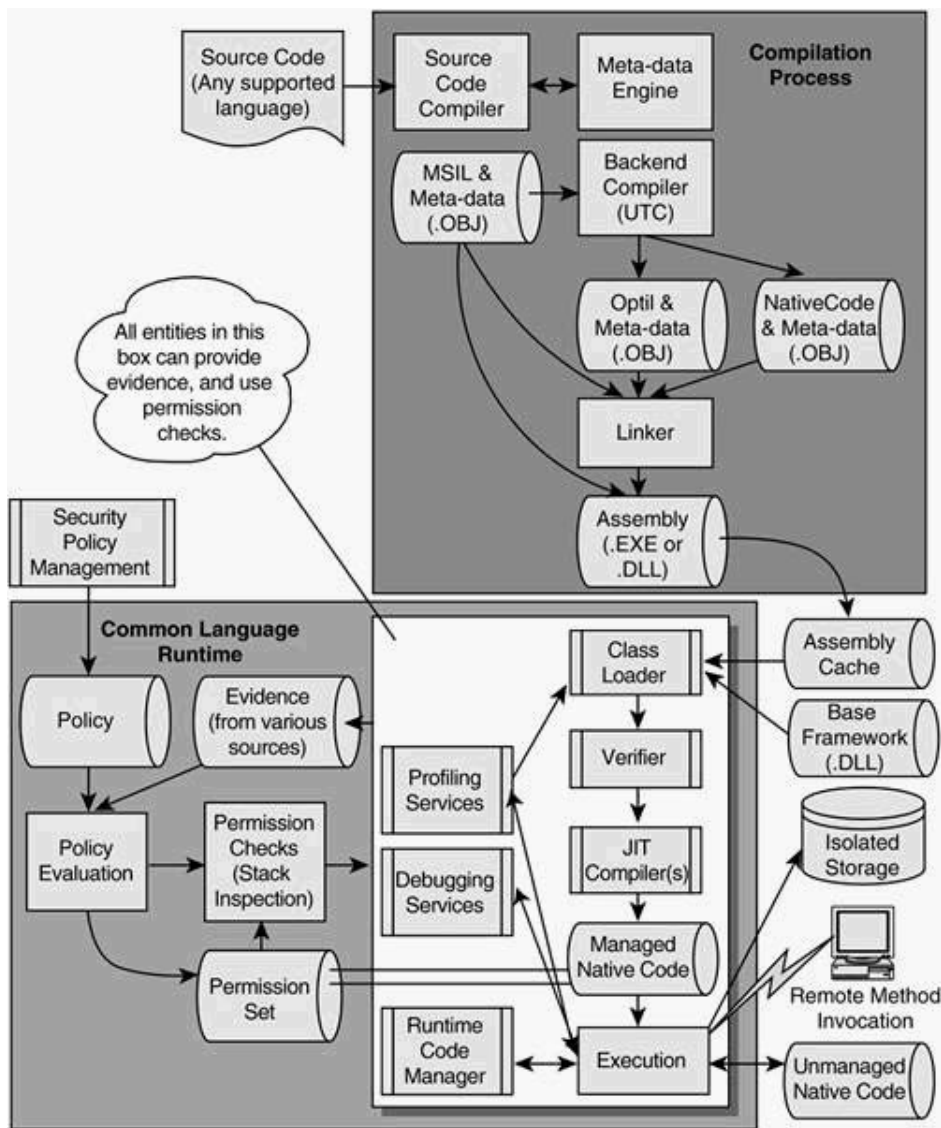 Compilation
Process
Source Code
(Any supported
language)
Source
Code
Compiler
Meta-data
Engine
MSIL &
Meta-data
(.OBJ)
Backend
Compiler
(UTC)
Optil &
Meta-data
(.OBJ)
NativeCode
& Meta-data
(.OBJ)
All entities in this
box can provide
evidence, and use
permission
checks.
Linker
Assembly
(.EXE or
.DLL)
Security
Policy
Management
Common Language
Runtime
Class
Loader
Assembly
Cache
Policy
Evidence
(from various
sources)
Base
Framework
(.DLL)
Verifier
Profiling
Services
Policy
Evaluation
Permission
Checks
(Stack
Inspection)
JIT
Compiler(s)
Isolated
Storage
Debugging
Services
Managed
Native Code
Permission
Set
Remote Method
Invocation
Runtime
Code
Manager
Execution
Unmanaged
Native Code